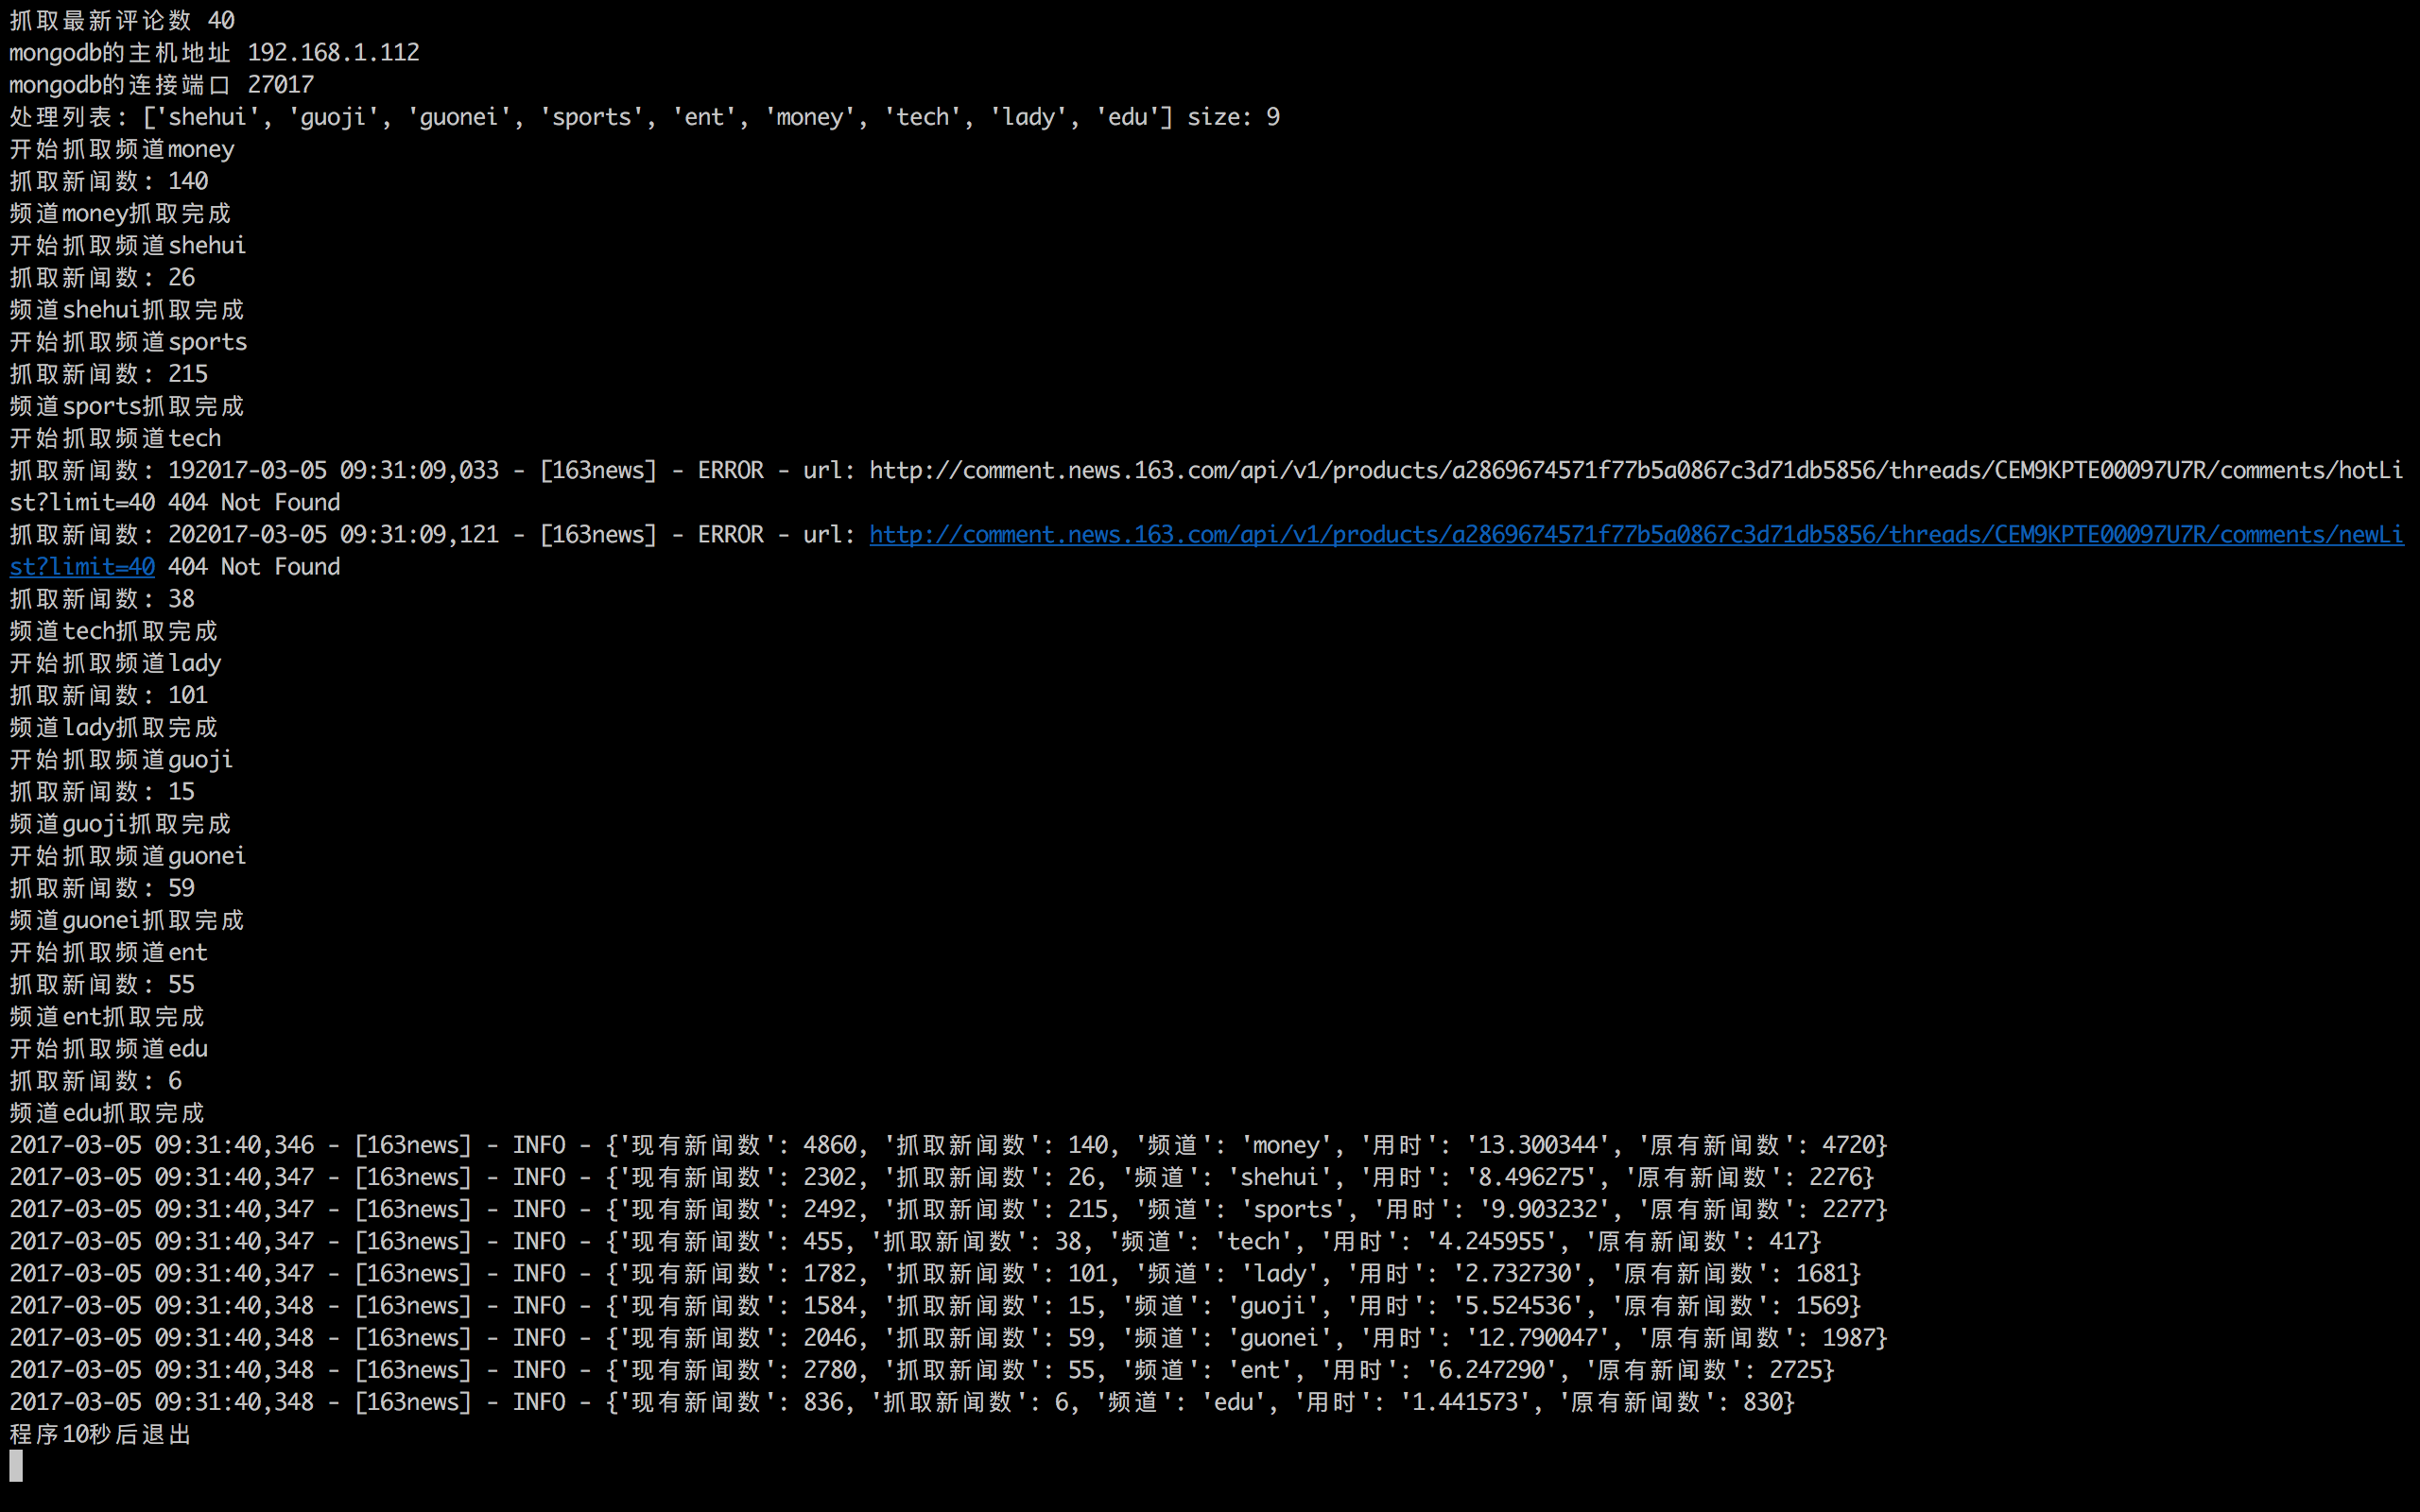 抓取最新评论数 40
mongodb的主机地址 192.168.1.112
mongodb的连接端口 27017
处理列表: ['shehui', 'guoji', 'guonei', 'sports', 'ent', 'money', 'tech', 'lady', 'edu'] size: 9
开始抓取频道money
抓取新闻数: 140
频道money抓取完成
开始抓取频道shehui
抓取新闻数: 26
频道shehui抓取完成
开始抓取频道sports
抓取新闻数: 215
频道sports抓取完成
开始抓取频道tech
抓取新闻数: 192017-03-05 09:31:09,033 - [163news] - ERROR - url: http://comment.news.163.com/api/v1/products/a2869674571f77b5a0867c3d71db5856/threads/CEM9KPTE00097U7R/comments/hotLi
st?limit=40 404 Not Found
抓取新闻数: 202017-03-05 09:31:09,121 - [163news] - ERROR - url: http://comment.news.163.com/api/v1/products/a2869674571f77b5a0867c3d71db5856/threads/CEM9KPTE00097U7R/comments/newLi
st?limit=40 404 Not Found
抓取新闻数: 38
频道tech抓取完成
开始抓取频道lady
抓取新闻数: 101
频道lady抓取完成
开始抓取频道guoji
抓取新闻数: 15
频道guoji抓取完成
开始抓取频道guonei
抓取新闻数: 59
频道guonei抓取完成
开始抓取频道ent
抓取新闻数: 55
频道ent抓取完成
开始抓取频道edu
抓取新闻数: 6
频道edu抓取完成
2017-03-05 09:31:40,346 - [163news] - INFO - {'现有新闻数': 4860, '抓取新闻数': 140, '频道': 'money', '用时': '13.300344', '原有新闻数': 4720}
2017-03-05 09:31:40,347 - [163news] - INFO - {'现有新闻数': 2302, '抓取新闻数': 26, '频道': 'shehui', '用时': '8.496275', '原有新闻数': 2276}
2017-03-05 09:31:40,347 - [163news] - INFO - {'现有新闻数': 2492, '抓取新闻数': 215, '频道': 'sports', '用时': '9.903232', '原有新闻数': 2277}
2017-03-05 09:31:40,347 - [163news] - INFO - {'现有新闻数': 455, '抓取新闻数': 38, '频道': 'tech', '用时': '4.245955', '原有新闻数': 417}
2017-03-05 09:31:40,347 - [163news] - INFO - {'现有新闻数': 1782, '抓取新闻数': 101, '频道': 'lady', '用时': '2.732730', '原有新闻数': 1681}
2017-03-05 09:31:40,348 - [163news] - INFO - {'现有新闻数': 1584, '抓取新闻数': 15, '频道': 'guoji', '用时': '5.524536', '原有新闻数': 1569}
2017-03-05 09:31:40,348 - [163news] - INFO - {'现有新闻数': 2046, '抓取新闻数': 59, '频道': 'guonei', '用时': '12.790047', '原有新闻数': 1987}
2017-03-05 09:31:40,348 - [163news] - INFO - {'现有新闻数': 2780, '抓取新闻数': 55, '频道': 'ent', '用时': '6.247290', '原有新闻数': 2725}
2017-03-05 09:31:40,348 - [163news] - INFO - {'现有新闻数': 836, '抓取新闻数': 6, '频道': 'edu', '用时': '1.441573', '原有新闻数': 830}
程序10秒后退出